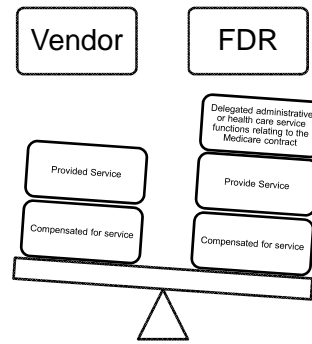 Vendor
FDR
Delegated administrative
or health care service
functions relating to the
Medicare contract
Provided Service
Provide Service
Compensated for service
Compensated for service